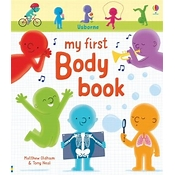 Usborne
my first
Body
book
Matthew Oldham
& Tony Neal